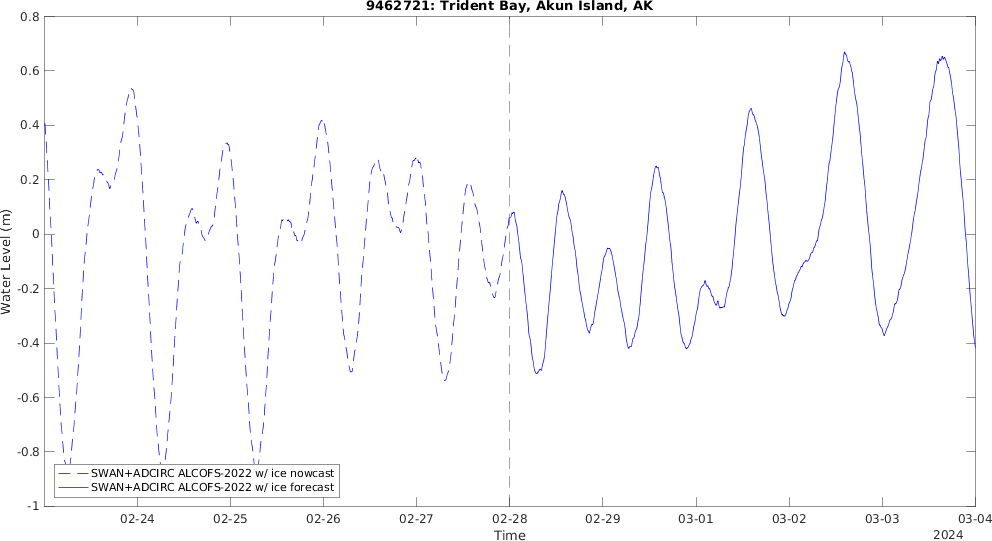 9462721: Trident Bay, Akun Island, AK
Water Level (m)
0.8
0.6
0.4
0.2
0
-0.2
-0.4
-0.6
-0.8
-1
SWAN+ADCIRC ALCOFS-2022 w/ ice nowcast
SWAN+ADCIRC ALCOFS-2022 w/ ice forecast
02-24 02-25 02-26 02-27 02-28 02-29 03-01 03-02 03-03 03-04
Time
2024